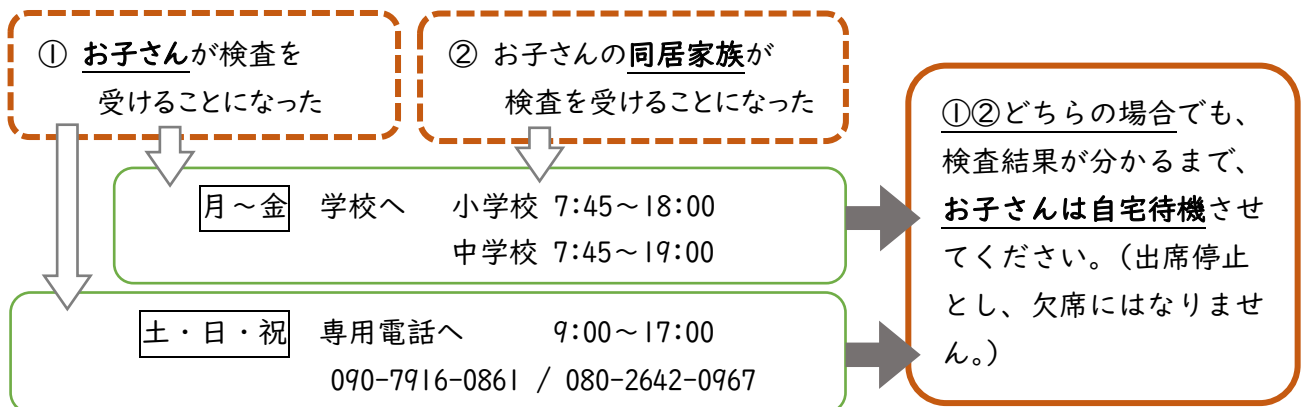 ① お子さんが検査を
受けることになった
② お子さんの同居家族が
検査を受けることになった
月~金 学校へ 小学校 7:45~18:00
中学校 7:45~19:00
土・日・祝 専用電話へ 9:00~17:00
090-7916-0861 / 080-2642-0967
①②どちらの場合でも、
検査結果が分かるまで、
お子さんは自宅待機させ
てください。(出席停止
とし、欠席にはなりませ
ん。)